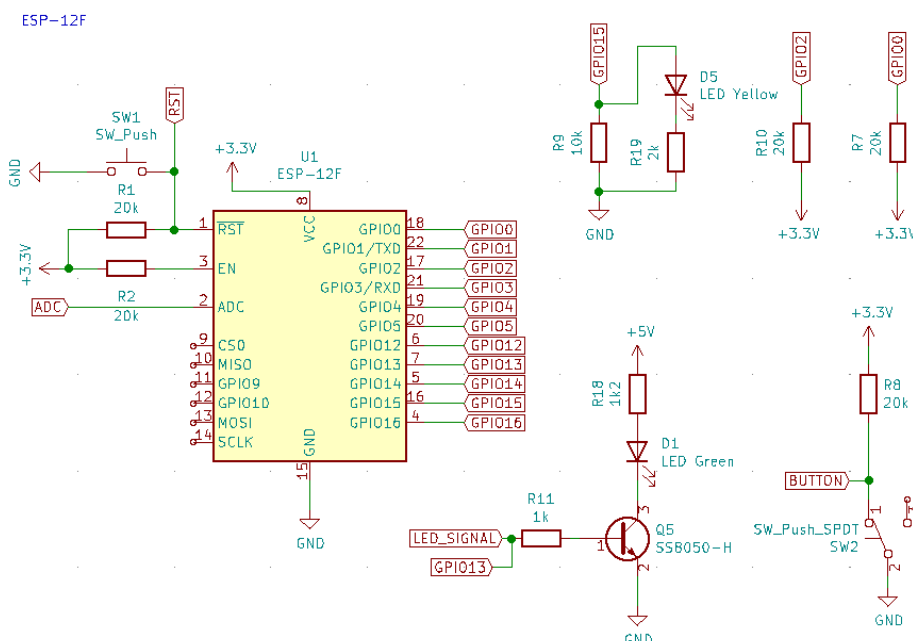 ESP-12F
RST
SW1
SW_Push
GND
R1
20k
+3.3V
R2
20k
ADC
+3.3V
U1
ESP-12F
8
VCC
1 RST
3 EN
2 ADC
9 CS0
10 MISO
11 GPIO9
12 GPIO10
13 MOSI
14 SCLK
GPIO0 18 GPIO0
GPIO1/TXD 22 GPIO1
GPIO2 17 GPIO2
GPIO3/RXD 21 GPIO3
GPIO4 19 GPIO4
GPIO5 20 GPIO5
GPIO12 6 GPIO12
GPIO13 7 GPIO13
GPIO14 5 GPIO14
GPIO15 16 GPIO15
GPIO16 4 GPIO16
GND
15
GND
GPIO15
R9
10k
D5
LED Yellow
R19
2k
GND
GPIO2
R10
20k
+3.3V
GPIO0
R7
20k
+3.3V
+5V
R18
1k2
D1
LED Green
R11
1k
LED_SIGNAL
GPIO13
1
3
Q5
SS8050-H
2
GND
+3.3V
R8
20k
BUTTON
1
3
SW_Push_SPDT
SW2
2
GND